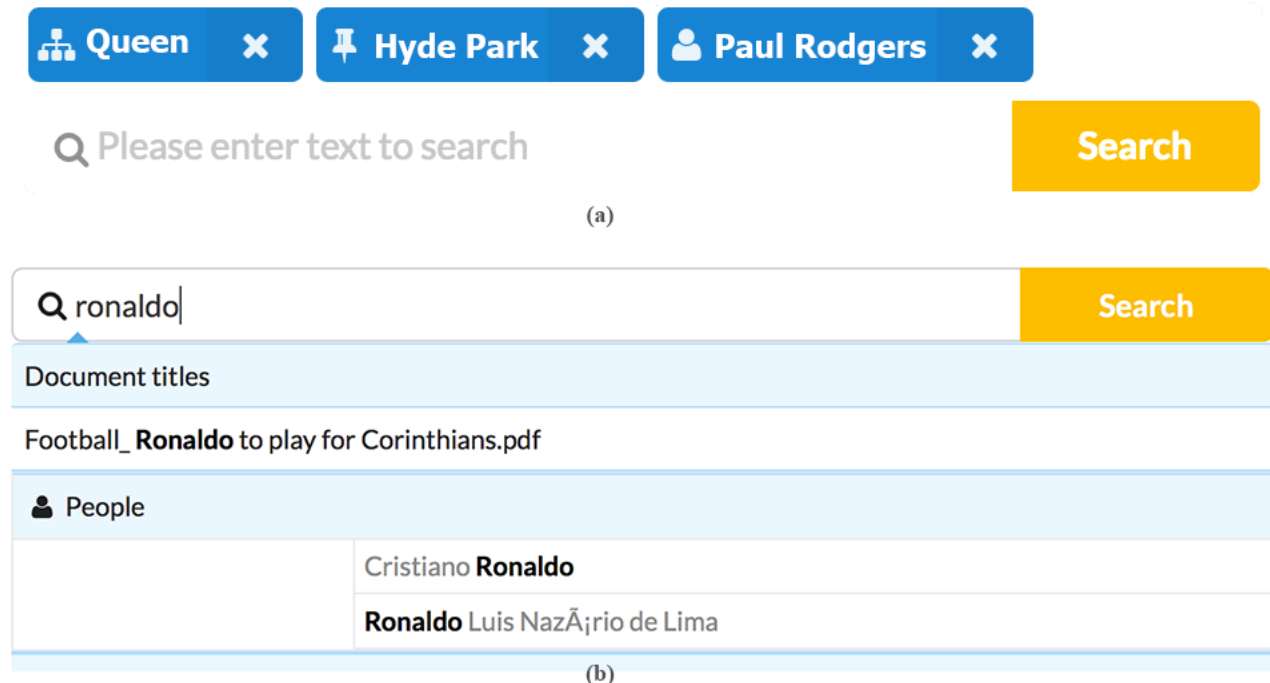 Queen × Hyde Park × Paul Rodgers ×
Please enter text to search Search
(a)
ronaldo Search
Document titles
Football_ Ronaldo to play for Corinthians.pdf
People
Cristiano Ronaldo
Ronaldo Luis NazÃ¡rio de Lima
(b)